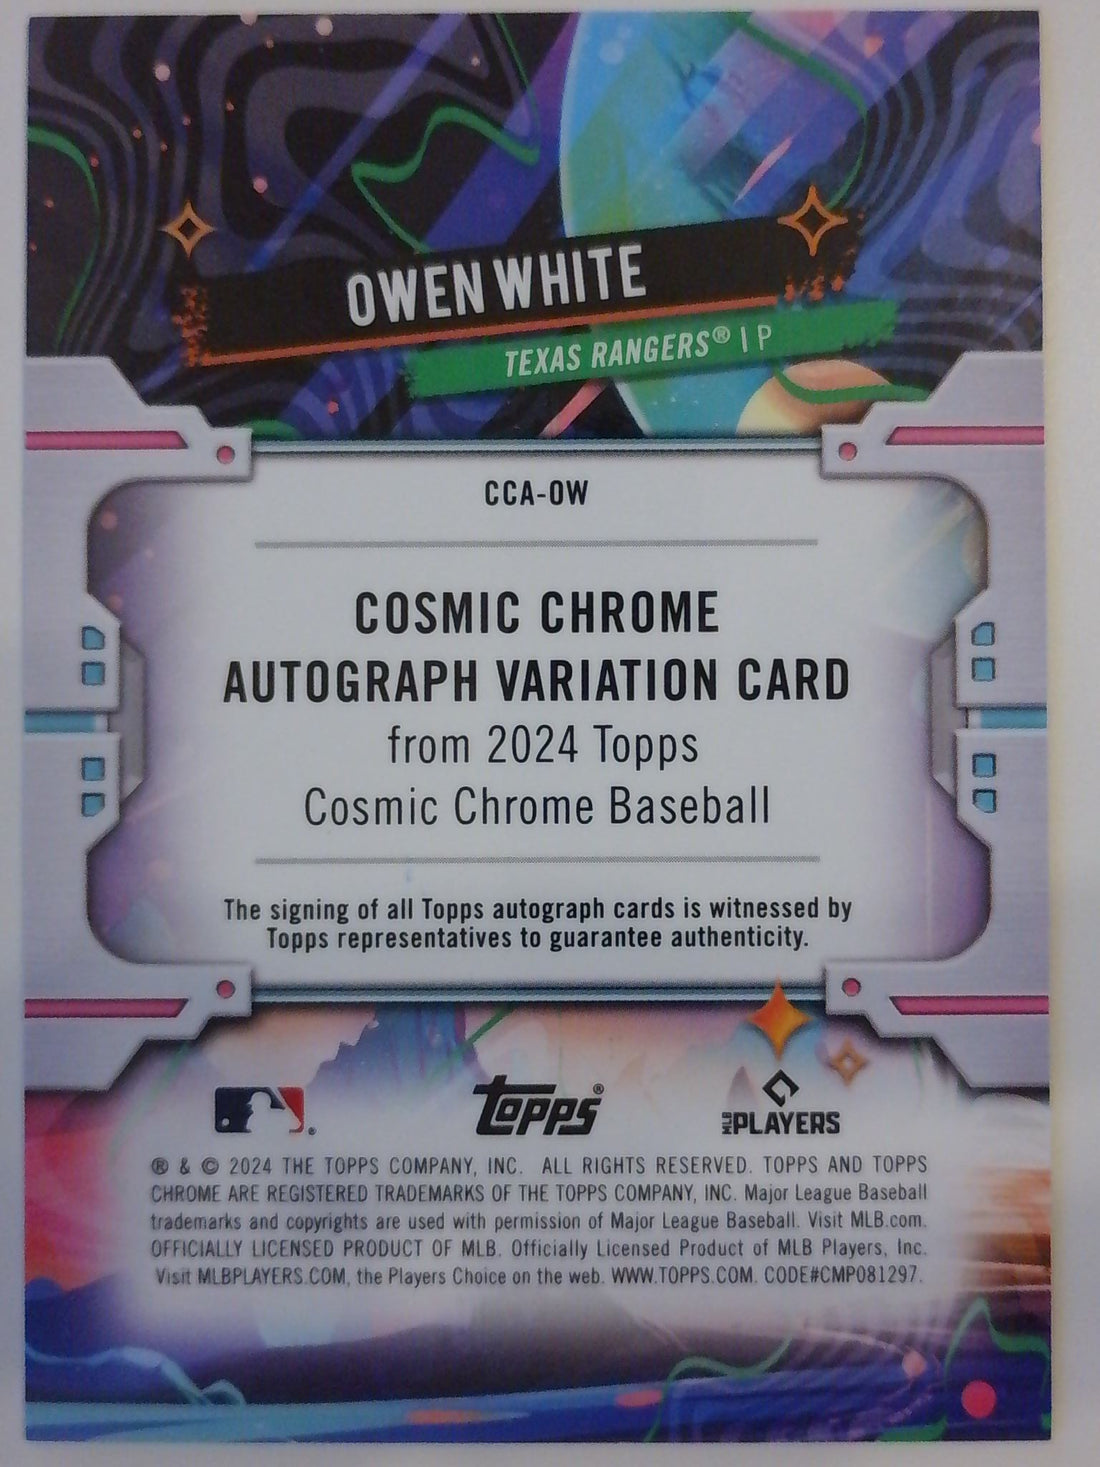 OWEN WHITE
TEXAS RANGERS® | P
CCA-OW
COSMIC CHROME
AUTOGRAPH VARIATION CARD
from 2024 Topps
Cosmic Chrome Baseball
The signing of all Topps autograph cards is witnessed by
Topps representatives to guarantee authenticity.
topps® MLB PLAYERS
® & © 2024 THE TOPPS COMPANY, INC. ALL RIGHTS RESERVED. TOPPS AND TOPPS
CHROME ARE REGISTERED TRADEMARKS OF THE TOPPS COMPANY, INC. Major League Baseball
trademarks and copyrights are used with permission of Major League Baseball. Visit MLB.com.
OFFICIALLY LICENSED PRODUCT OF MLB. Officially Licensed Product of MLB Players, Inc.
Visit MLBPLAYERS.COM, the Players Choice on the web. WWW.TOPPS.COM. CODE#CMP081297.